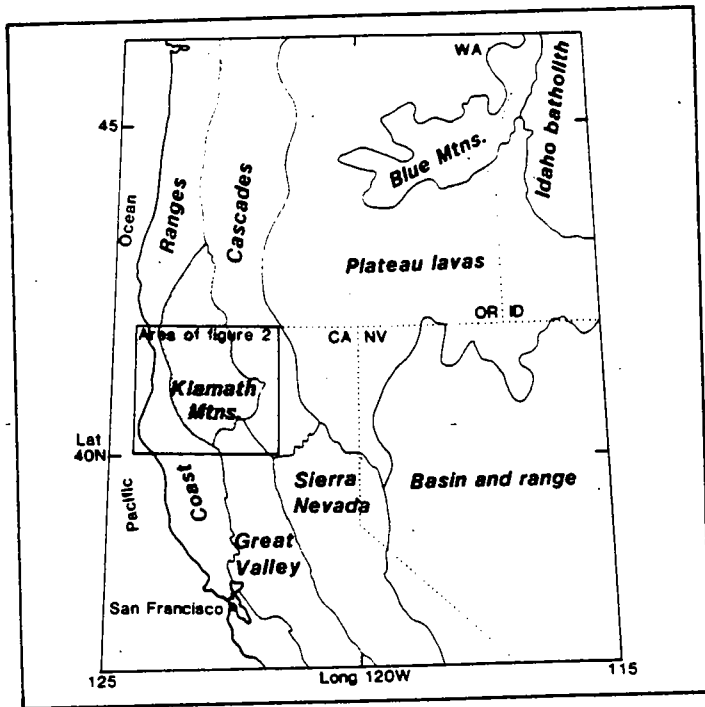 WA
45
Idaho batholith
Blue Mtns.
Ocean
Ranges
Cascades
Plateau lavas
OR ID
Area of figure 2
CA NV
Klamath
Mtns.
Lat
40N
Pacific
Coast
Sierra
Nevada
Basin and range
Great
Valley
San Francisco
125
Long 120W
115